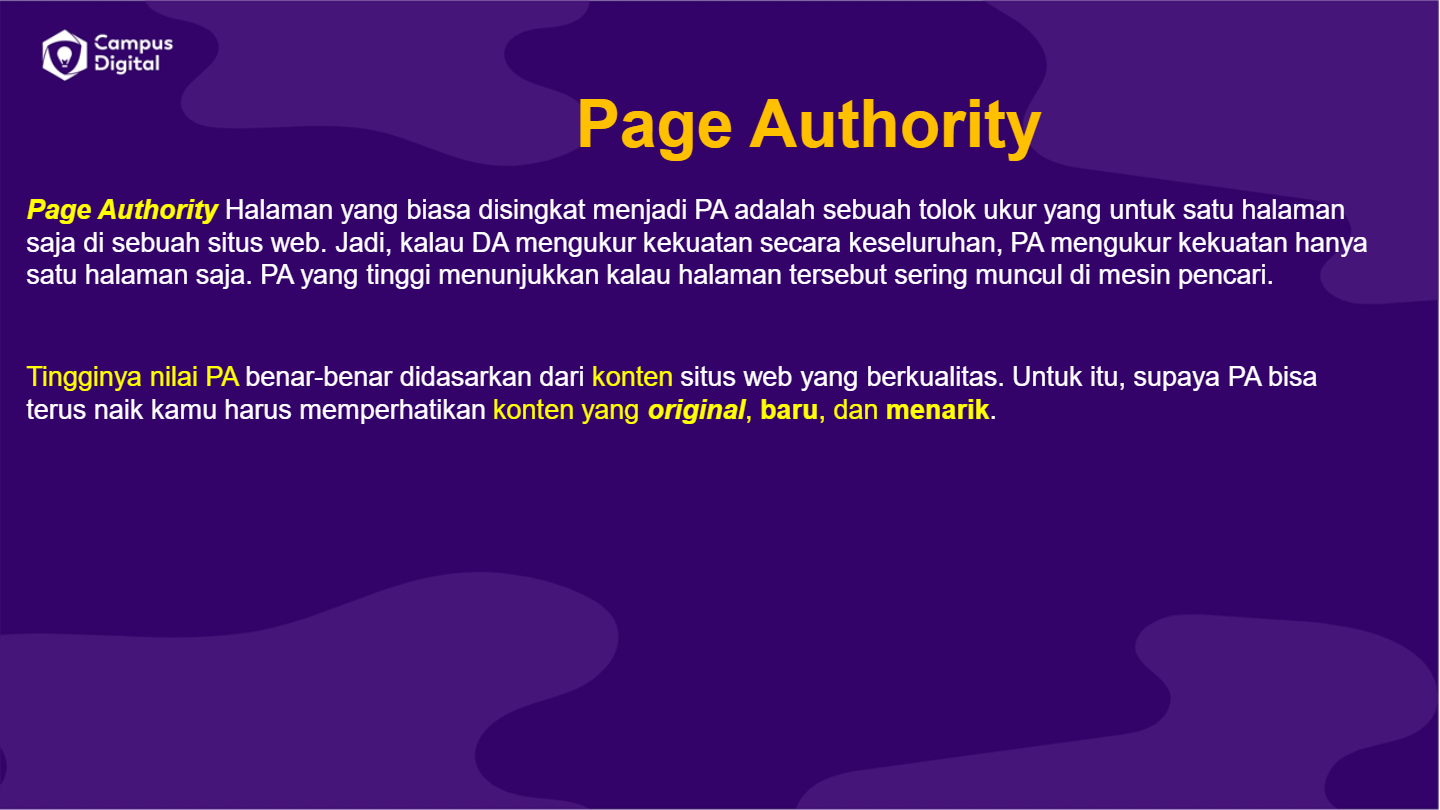 Campus
Digital
Page Authority
Page Authority Halaman yang biasa disingkat menjadi PA adalah sebuah tolok ukur yang untuk satu halaman
saja di sebuah situs web. Jadi, kalau DA mengukur kekuatan secara keseluruhan, PA mengukur kekuatan hanya
satu halaman saja. PA yang tinggi menunjukkan kalau halaman tersebut sering muncul di mesin pencari.
Tingginya nilai PA benar-benar didasarkan dari konten situs web yang berkualitas. Untuk itu, supaya PA bisa
terus naik kamu harus memperhatikan konten yang original, baru, dan menarik.